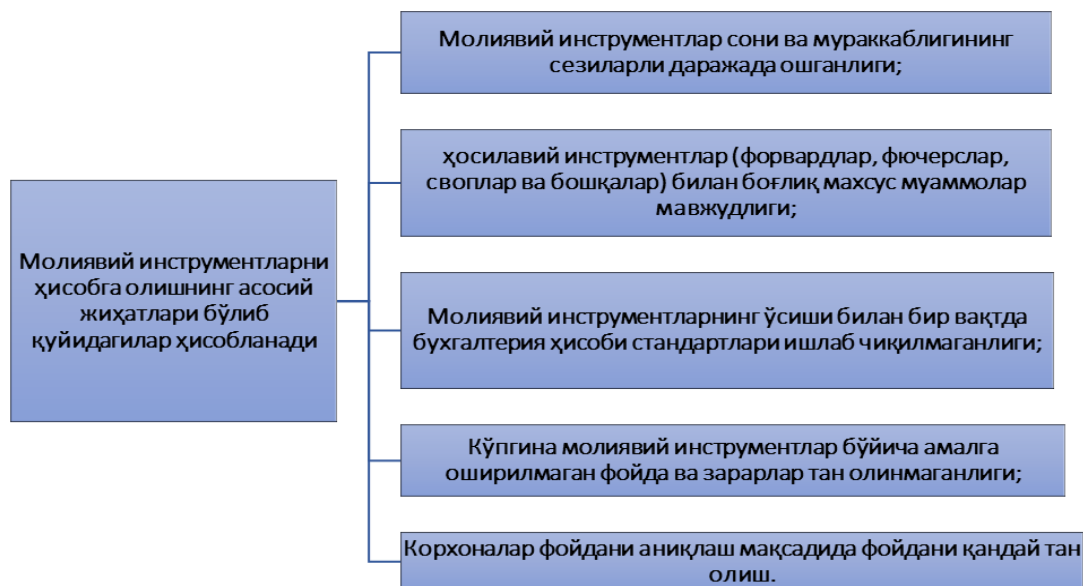 Молиявий инструментларни
ҳисобга олишнинг асосий
жиҳатлари бўлиб
қуйидагилар ҳисобланади
Молиявий инструментлар сони ва мураккаблигининг
сезиларли даражада ошганлиги;
ҳосилавий инструментлар (форвардлар, фючерслар,
своплар ва бошқалар) билан боғлиқ махсус муаммолар
мавжудлиги;
Молиявий инструментларнинг ўсиши билан бир вақтда
бухгалтерия ҳисоби стандартлари ишлаб чиқилмаганлиги;
Кўпгина молиявий инструментлар бўйича амалга
оширилмаган фойда ва зарарлар тан олинмаганлиги;
Корхоналар фойдани аниқлаш мақсадида фойдани қандай тан
олиш.